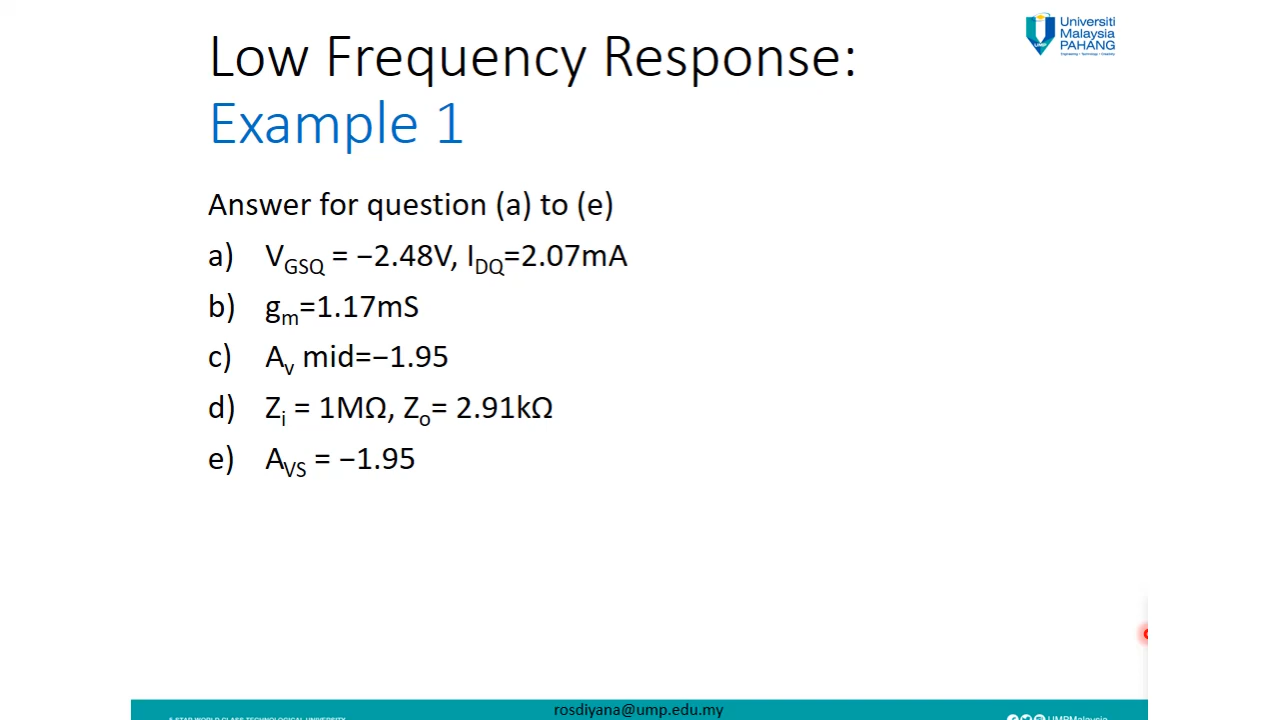 Low Frequency Response:
Example 1
Universiti
Malaysia
PAHANG
Answer for question (a) to (e)
a) V_GSQ = −2.48V, I_DQ=2.07mA
b) g_m=1.17mS
c) A_v mid=−1.95
d) Z_i = 1MΩ, Z_o= 2.91kΩ
e) A_VS = −1.95
rosdiyana@ump.edu.my